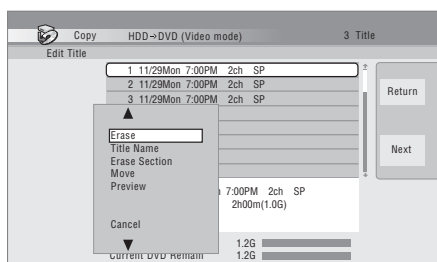 Copy HDD→DVD (Video mode) 3 Title
Edit Title
1 11/29Mon 7:00PM 2ch SP
2 11/29Mon 7:00PM 2ch SP
3 11/29Mon 7:00PM 2ch SP
Return
Erase
Title Name
Erase Section
Move
Preview
Cancel
Next
7:00PM 2ch SP
2h00m(1.0G)
1.2G
Current DVD Remain 1.2G